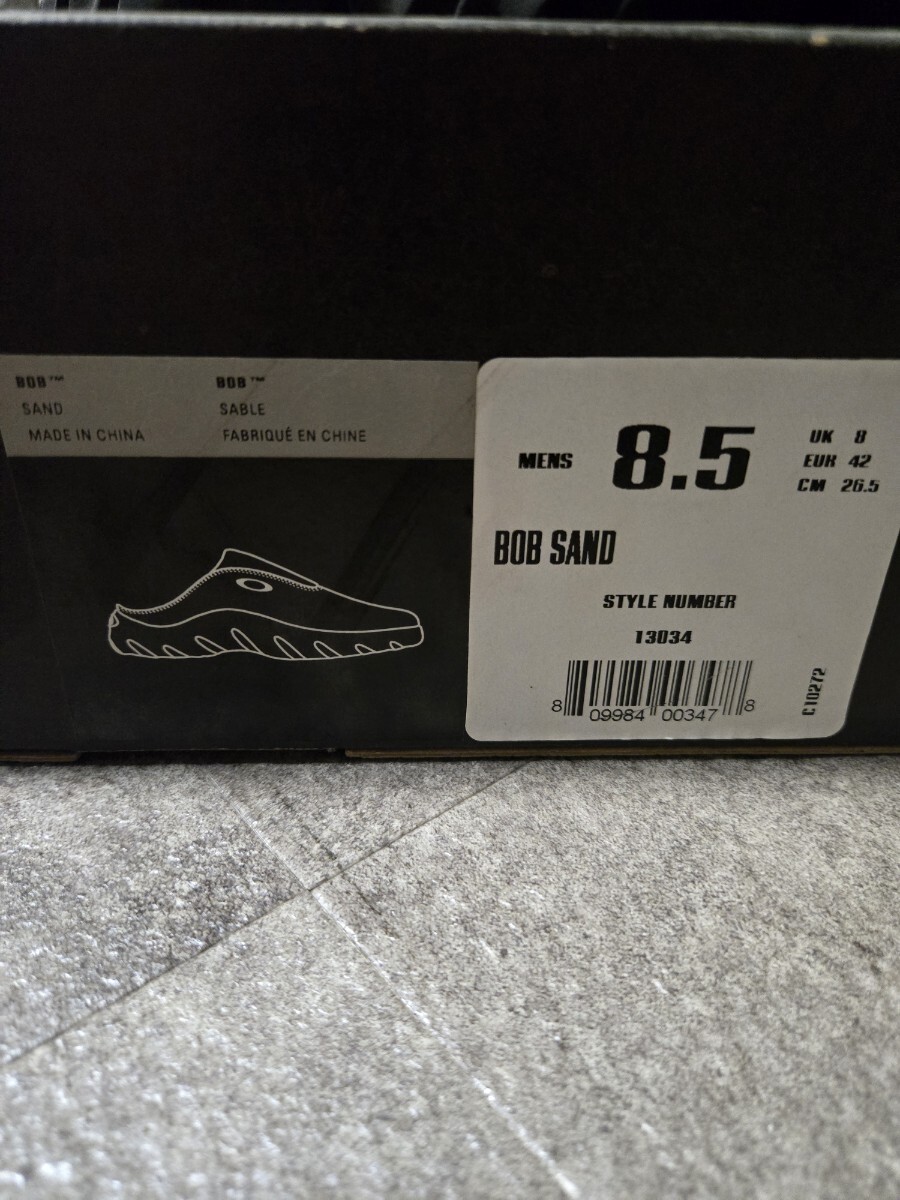 BOB™
SAND
MADE IN CHINA
BOB™
SABLE
FABRIQUÉ EN CHINE
MENS 8.5
UK 8
EUR 42
CM 26.5
BOB SAND
STYLE NUMBER
13034
8 09984 00347 8
C10272